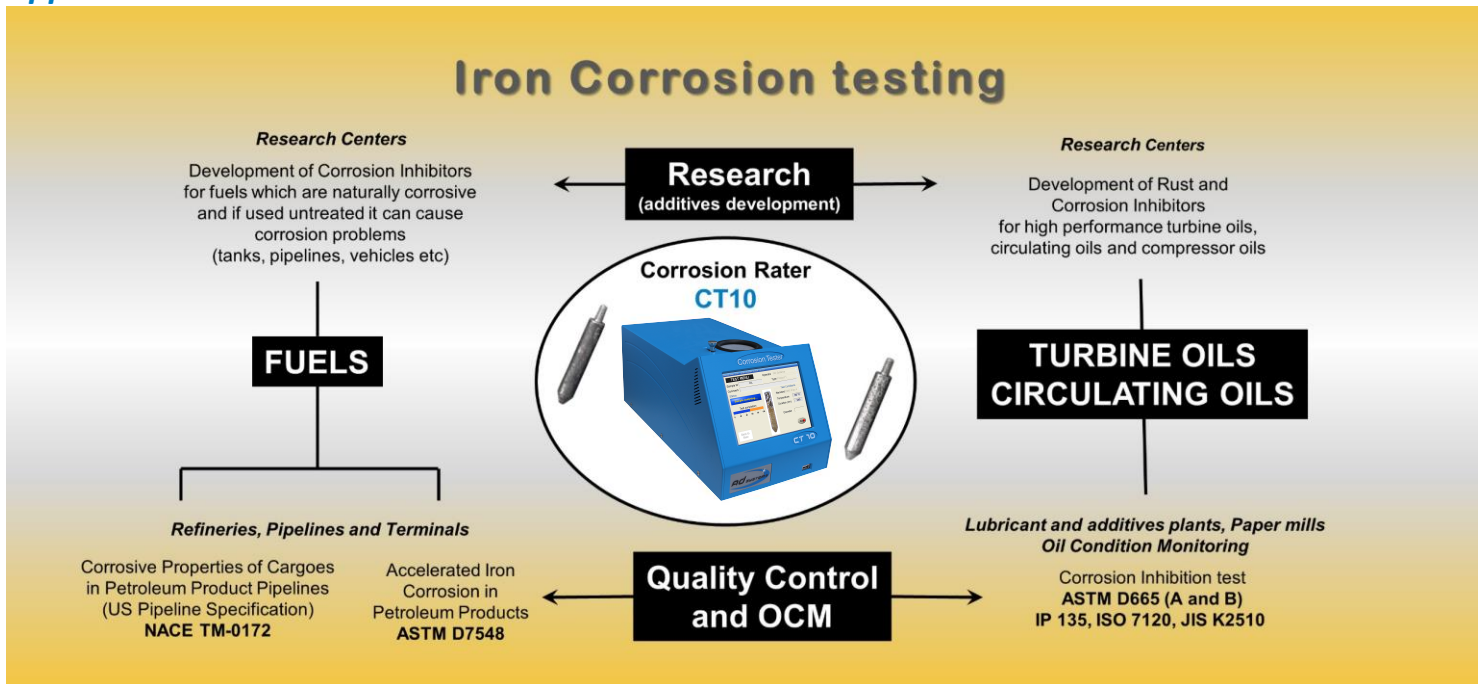 Iron Corrosion testing
Research Centers
Development of Corrosion Inhibitors
for fuels which are naturally corrosive
and if used untreated it can cause
corrosion problems
(tanks, pipelines, vehicles etc)
Research
(additives development)
Research Centers
Development of Rust and
Corrosion Inhibitors
for high performance turbine oils,
circulating oils and compressor oils
Corrosion Rater
CT10
Corrosion Tester
TEST MENU
CT 10
FUELS
TURBINE OILS
CIRCULATING OILS
Refineries, Pipelines and Terminals
Corrosive Properties of Cargoes
in Petroleum Product Pipelines
(US Pipeline Specification)
NACE TM-0172
Accelerated Iron
Corrosion in
Petroleum Products
ASTM D7548
Quality Control
and OCM
Lubricant and additives plants, Paper mills
Oil Condition Monitoring
Corrosion Inhibition test
ASTM D665 (A and B)
IP 135, ISO 7120, JIS K2510